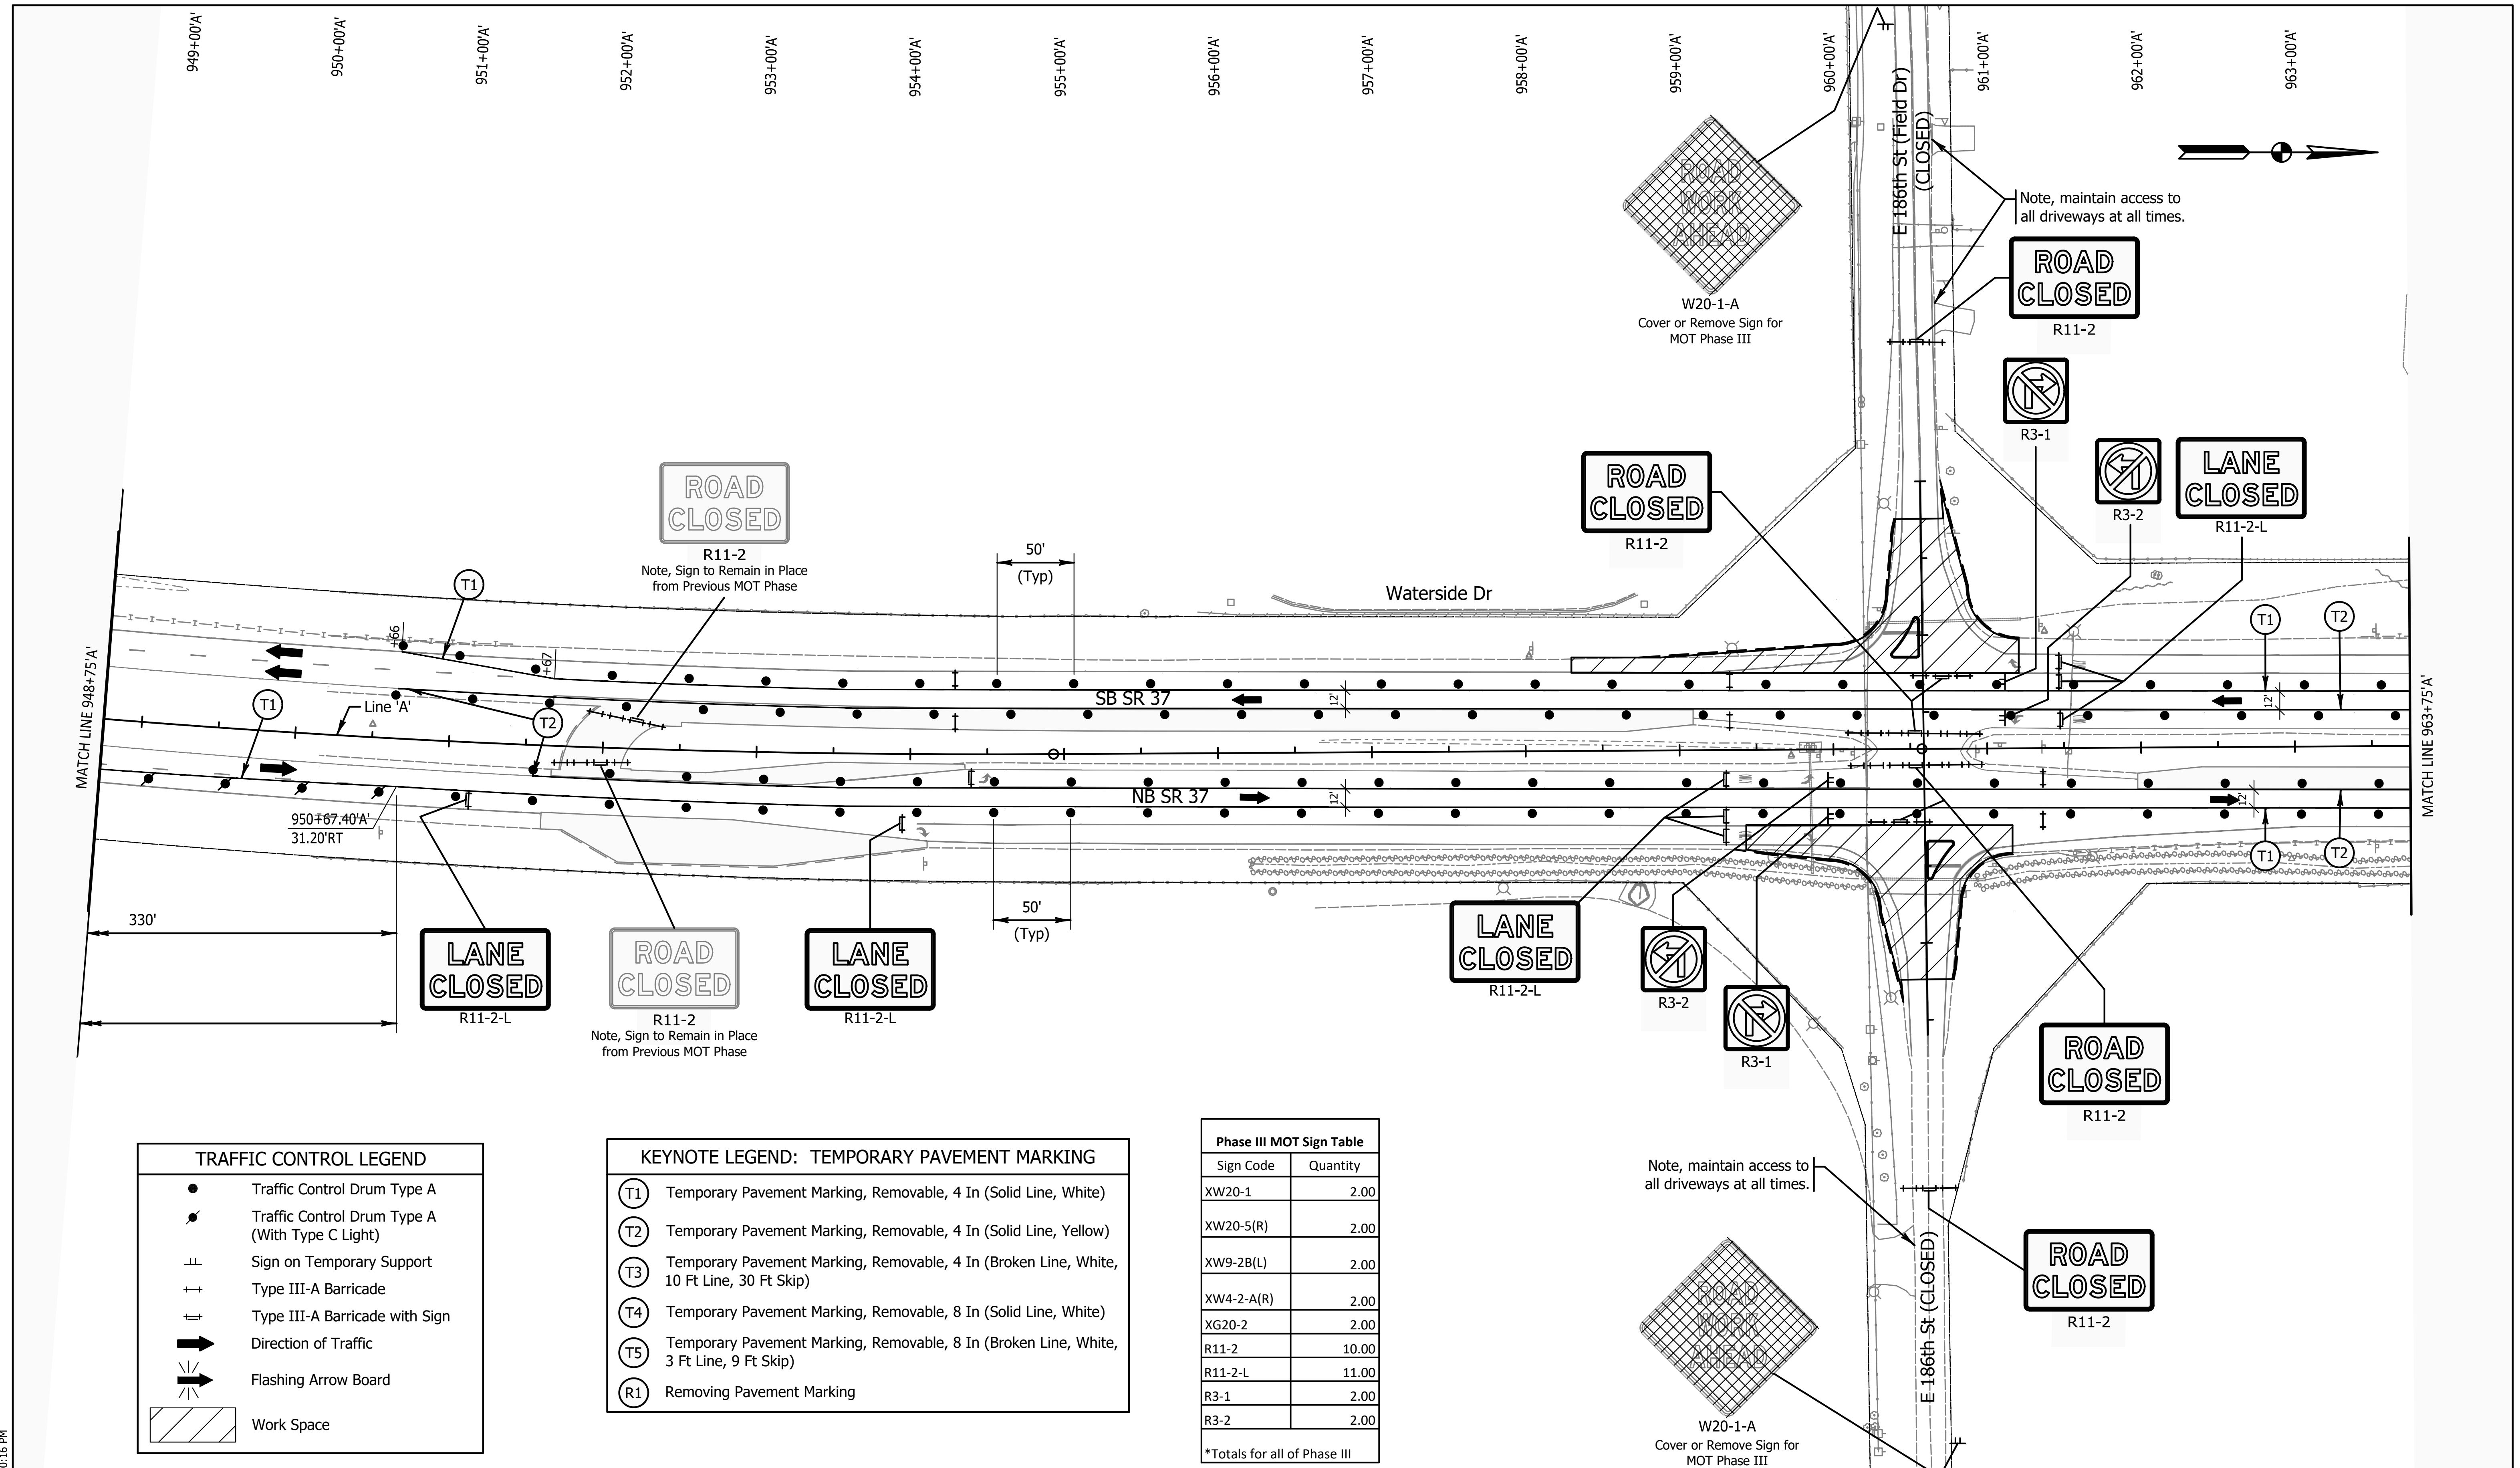 949+00'A'
950+00'A'
951+00'A'
952+00'A'
953+00'A'
954+00'A'
955+00'A'
956+00'A'
957+00'A'
958+00'A'
959+00'A'
960+00'A'
961+00'A'
962+00'A'
963+00'A'
E 186th St (Field Dr)
(CLOSED)
ROAD
WORK
AHEAD
W20-1-A
Cover or Remove Sign for
MOT Phase III
Note, maintain access to
all driveways at all times.
ROAD
CLOSED
R11-2
R3-1
R3-2
LANE
CLOSED
R11-2-L
ROAD
CLOSED
R11-2
ROAD
CLOSED
R11-2
Note, Sign to Remain in Place
from Previous MOT Phase
50'
(Typ)
Waterside Dr
T1
+66
+67
T1
T2
T1
T2
Line 'A'
SB SR 37
12'
12'
MATCH LINE 948+75'A'
MATCH LINE 963+75'A'
NB SR 37
12'
12'
950+67.40'A'
31.20'RT
T1
T2
330'
50'
(Typ)
LANE
CLOSED
R11-2-L
ROAD
CLOSED
R11-2
Note, Sign to Remain in Place
from Previous MOT Phase
LANE
CLOSED
R11-2-L
LANE
CLOSED
R11-2-L
R3-2
R3-1
ROAD
CLOSED
R11-2
Note, maintain access to
all driveways at all times.
E 186th St (CLOSED)
ROAD
CLOSED
R11-2
ROAD
WORK
AHEAD
W20-1-A
Cover or Remove Sign for
MOT Phase III
TRAFFIC CONTROL LEGEND
Traffic Control Drum Type A
Traffic Control Drum Type A
(With Type C Light)
Sign on Temporary Support
Type III-A Barricade
Type III-A Barricade with Sign
Direction of Traffic
Flashing Arrow Board
Work Space
KEYNOTE LEGEND: TEMPORARY PAVEMENT MARKING
T1 Temporary Pavement Marking, Removable, 4 In (Solid Line, White)
T2 Temporary Pavement Marking, Removable, 4 In (Solid Line, Yellow)
T3 Temporary Pavement Marking, Removable, 4 In (Broken Line, White,
10 Ft Line, 30 Ft Skip)
T4 Temporary Pavement Marking, Removable, 8 In (Solid Line, White)
T5 Temporary Pavement Marking, Removable, 8 In (Broken Line, White,
3 Ft Line, 9 Ft Skip)
R1 Removing Pavement Marking
Phase III MOT Sign Table
Sign Code Quantity
XW20-1 2.00
XW20-5(R) 2.00
XW9-2B(L) 2.00
XW4-2-A(R) 2.00
XG20-2 2.00
R11-2 10.00
R11-2-L 11.00
R3-1 2.00
R3-2 2.00
*Totals for all of Phase III
0:16 PM